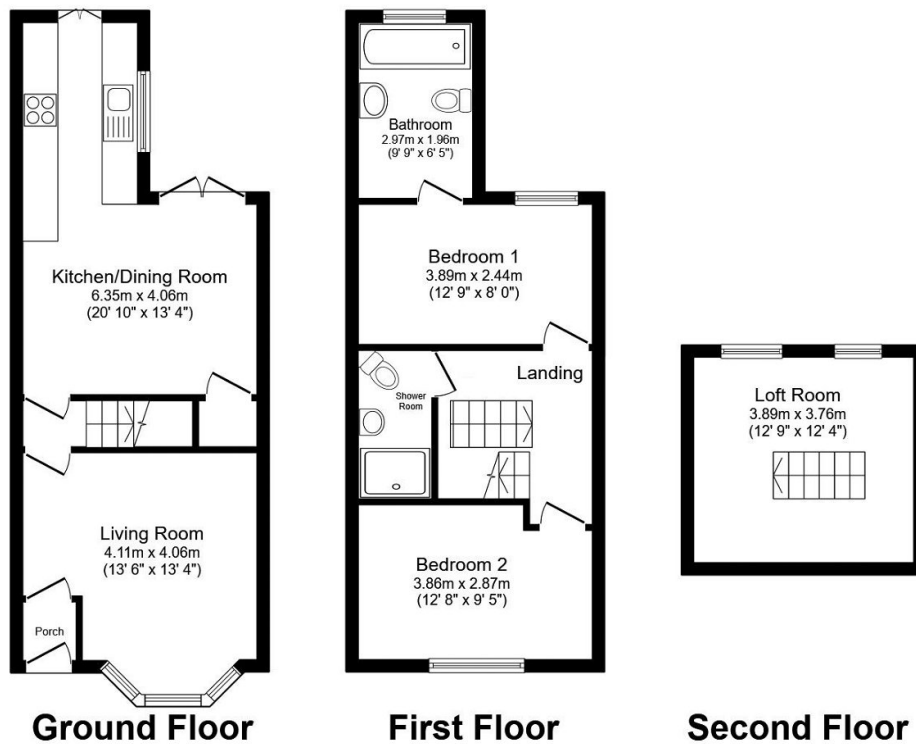 Kitchen/Dining Room
6.35m x 4.06m
(20' 10" x 13' 4")
Living Room
4.11m x 4.06m
(13' 6" x 13' 4")
Porch
Ground Floor
Bathroom
2.97m x 1.96m
(9' 9" x 6' 5")
Bedroom 1
3.89m x 2.44m
(12' 9" x 8' 0")
Landing
Shower
Room
Bedroom 2
3.86m x 2.87m
(12' 8" x 9' 5")
First Floor
Loft Room
3.89m x 3.76m
(12' 9" x 12' 4")
Second Floor